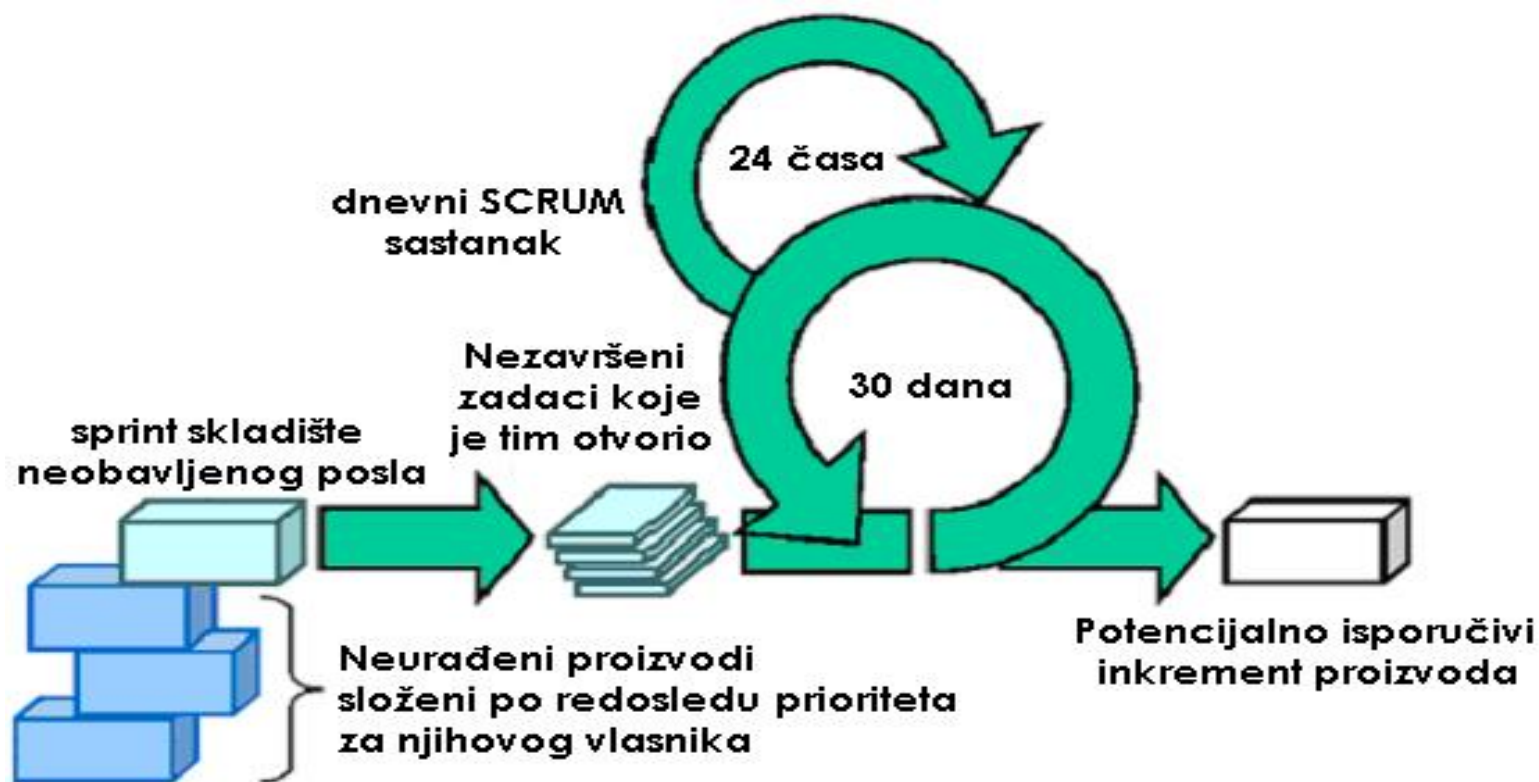 24 časa
dnevni SCRUM
sastanak
Nezavršeni
zadaci koje
je tim otvorio
30 dana
sprint skladište
neobavljenog posla
Neurađeni proizvodi
složeni po redosledu prioriteta
za njihovog vlasnika
Potencijalno isporučivi
inkrement proizvoda